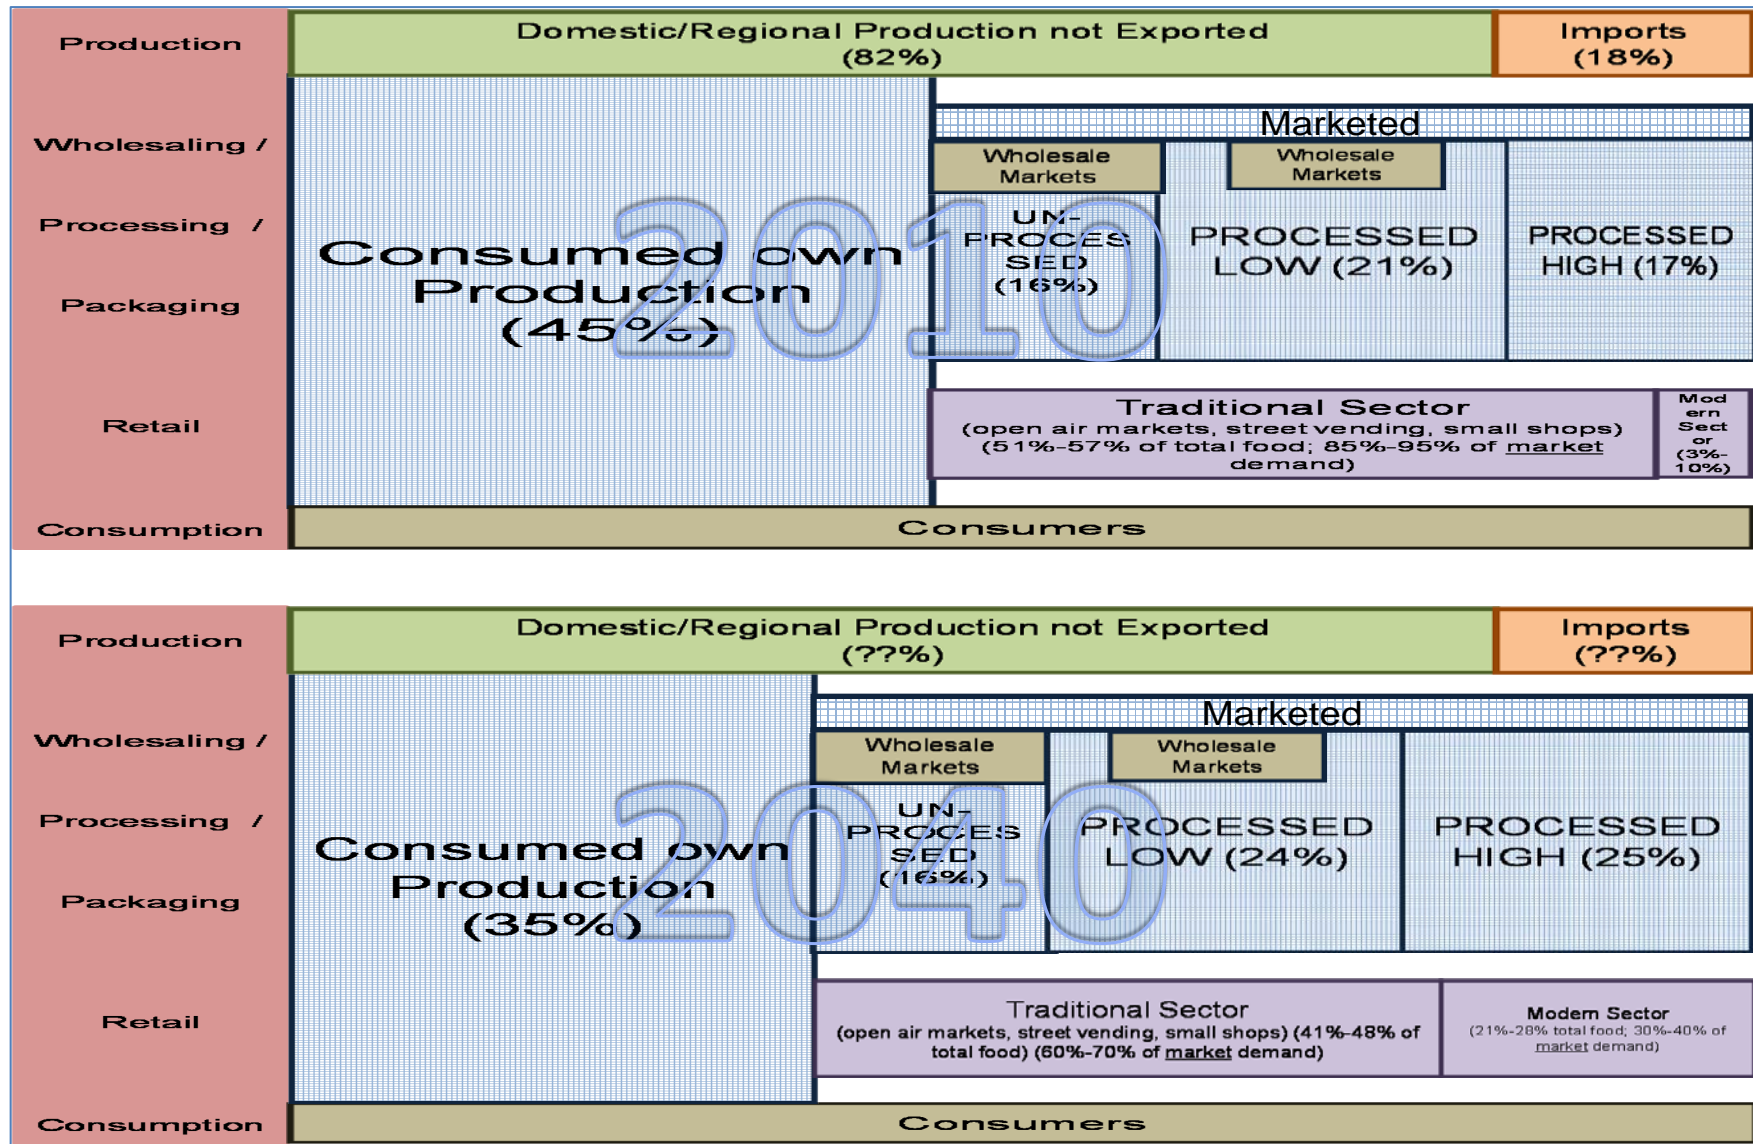 Production
Domestic/Regional Production not Exported
(82%)
Imports
(18%)
Wholesaling /
Processing /
Packaging
Retail
Consumption
Marketed
Consumed own
Production
(45%)
Wholesale
Markets
UN-
PROCES
SED
(16%)
Wholesale
Markets
PROCESSED
LOW (21%)
PROCESSED
HIGH (17%)
2010
Traditional Sector
(open air markets, street vending, small shops)
(51%-57% of total food; 85%-95% of market
demand)
Mod
ern
Sect
or
(3%-
10%)
Consumers
Production
Domestic/Regional Production not Exported
(??%)
Imports
(??%)
Wholesaling /
Processing /
Packaging
Retail
Consumption
Marketed
Consumed own
Production
(35%)
Wholesale
Markets
UN-
PROCES
SED
(16%)
Wholesale
Markets
PROCESSED
LOW (24%)
PROCESSED
HIGH (25%)
2040
Traditional Sector
(open air markets, street vending, small shops) (41%-48% of
total food) (60%-70% of market demand)
Modern Sector
(21%-28% total food; 30%-40% of
market demand)
Consumers